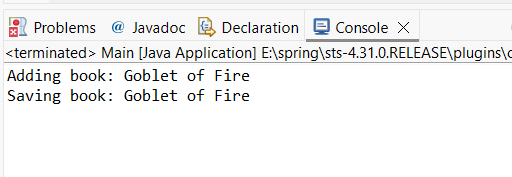 Problems @ Javadoc Declaration Console
<terminated> Main [Java Application] E:\spring\sts-4.31.0.RELEASE\plugins\
Adding book: Goblet of Fire
Saving book: Goblet of Fire